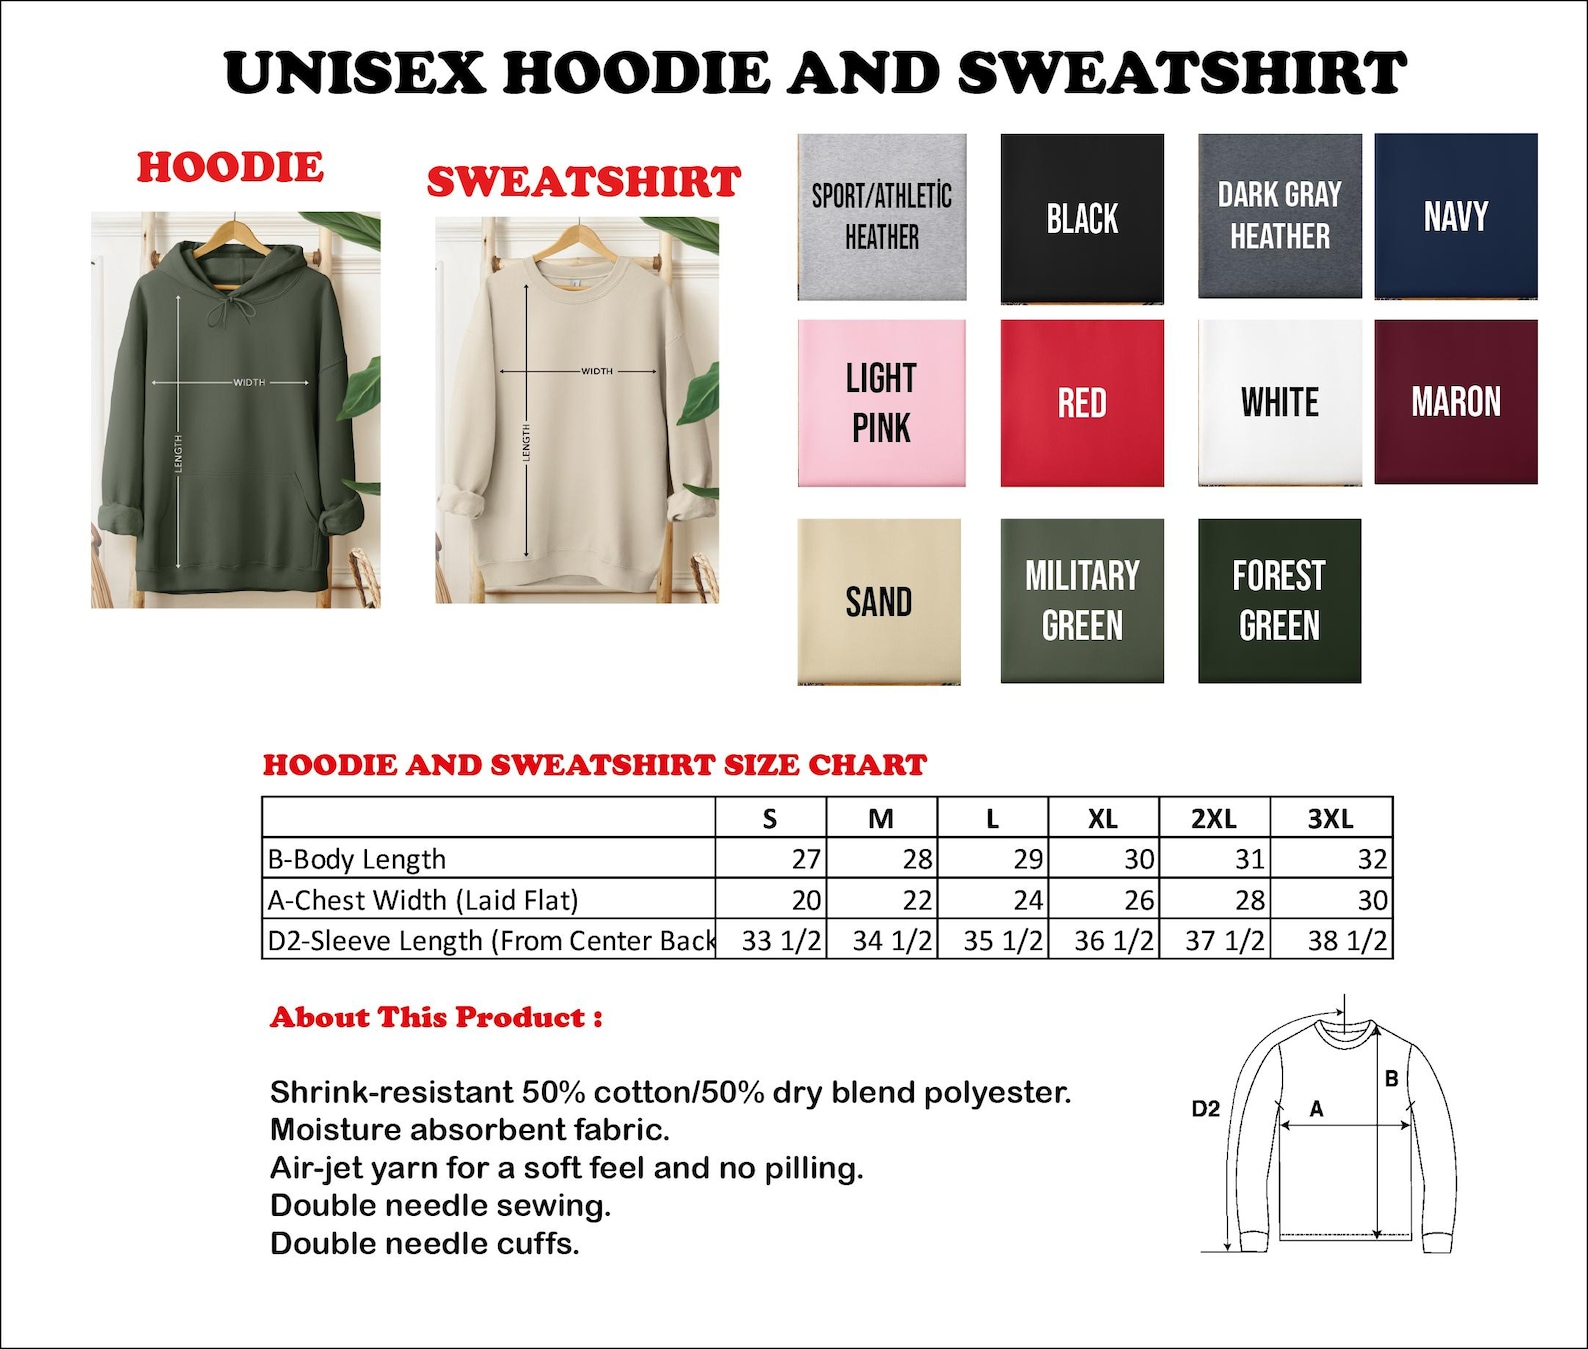 UNISEX HOODIE AND SWEATSHIRT
HOODIE
SWEATSHIRT
WIDTH
LENGTH
WIDTH
LENGTH
SPORT/ATHLETİC
HEATHER
BLACK
DARK GRAY
HEATHER
NAVY
LIGHT
PINK
RED
WHITE
MARON
SAND
MILITARY
GREEN
FOREST
GREEN
HOODIE AND SWEATSHIRT SIZE CHART
S M L XL 2XL 3XL
B-Body Length 27 28 29 30 31 32
A-Chest Width (Laid Flat) 20 22 24 26 28 30
D2-Sleeve Length (From Center Back 33 1/2 34 1/2 35 1/2 36 1/2 37 1/2 38 1/2
About This Product :
Shrink-resistant 50% cotton/50% dry blend polyester.
Moisture absorbent fabric.
Air-jet yarn for a soft feel and no pilling.
Double needle sewing.
Double needle cuffs.
B
D2
A